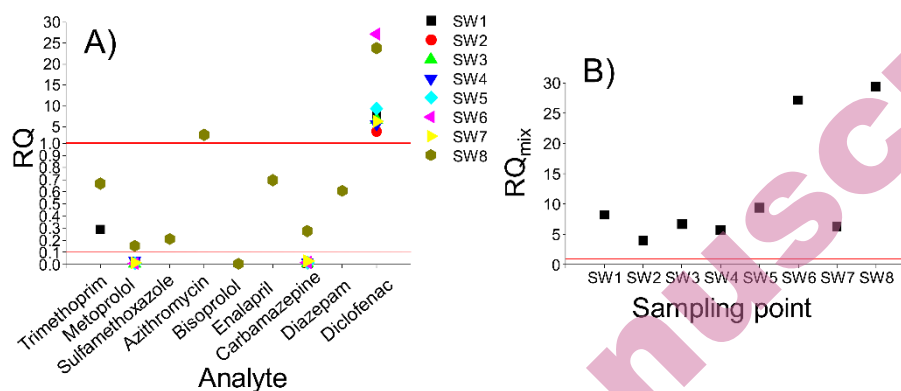 A)
RQ
30
25
20
15
10
5
1.0
0.9
0.8
0.7
0.6
0.5
0.4
0.3
0.2
0.1
0.0
Trimethoprim
Metoprolol
Sulfamethoxazole
Azithromycin
Bisoprolol
Enalapril
Carbamazepine
Diazepam
Diclofenac
Analyte
SW1
SW2
SW3
SW4
SW5
SW6
SW7
SW8
B)
RQmix
30
25
20
15
10
5
0
SW1 SW2 SW3 SW4 SW5 SW6 SW7 SW8
Sampling point
nusc